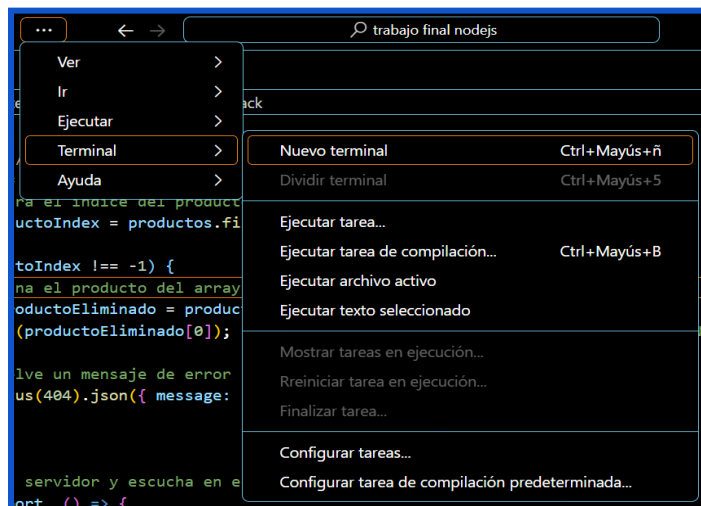 ··· ← → trabajo final nodejs
Ver >
Ir > ack
Ejecutar >
Terminal > Nuevo terminal Ctrl+Mayús+ñ
Ayuda > Dividir terminal Ctrl+Mayús+5
ra el índice del product
uctoIndex = productos.fi Ejecutar tarea...
Ejecutar tarea de compilación... Ctrl+Mayús+B
toIndex !== -1) { Ejecutar archivo activo
na el producto del array
oductoEliminado = produc Ejecutar texto seleccionado
(productoEliminado[0]);
Mostrar tareas en ejecución...
lve un mensaje de error Rreiniciar tarea en ejecución...
us(404).json({ message: Finalizar tarea...
Configurar tareas...
servidor y escucha en e Configurar tarea de compilación predeterminada...
ort, () => {